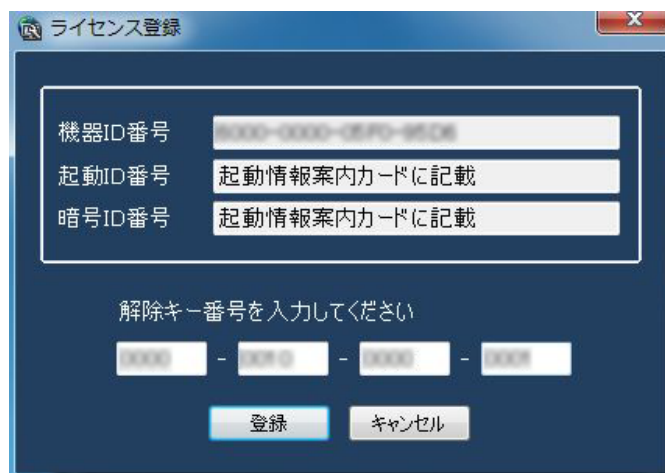 ライセンス登録
機器ID番号
起動ID番号 起動情報案内カードに記載
暗号ID番号 起動情報案内カードに記載
解除キー番号を入力してください
- - -
登録 キャンセル